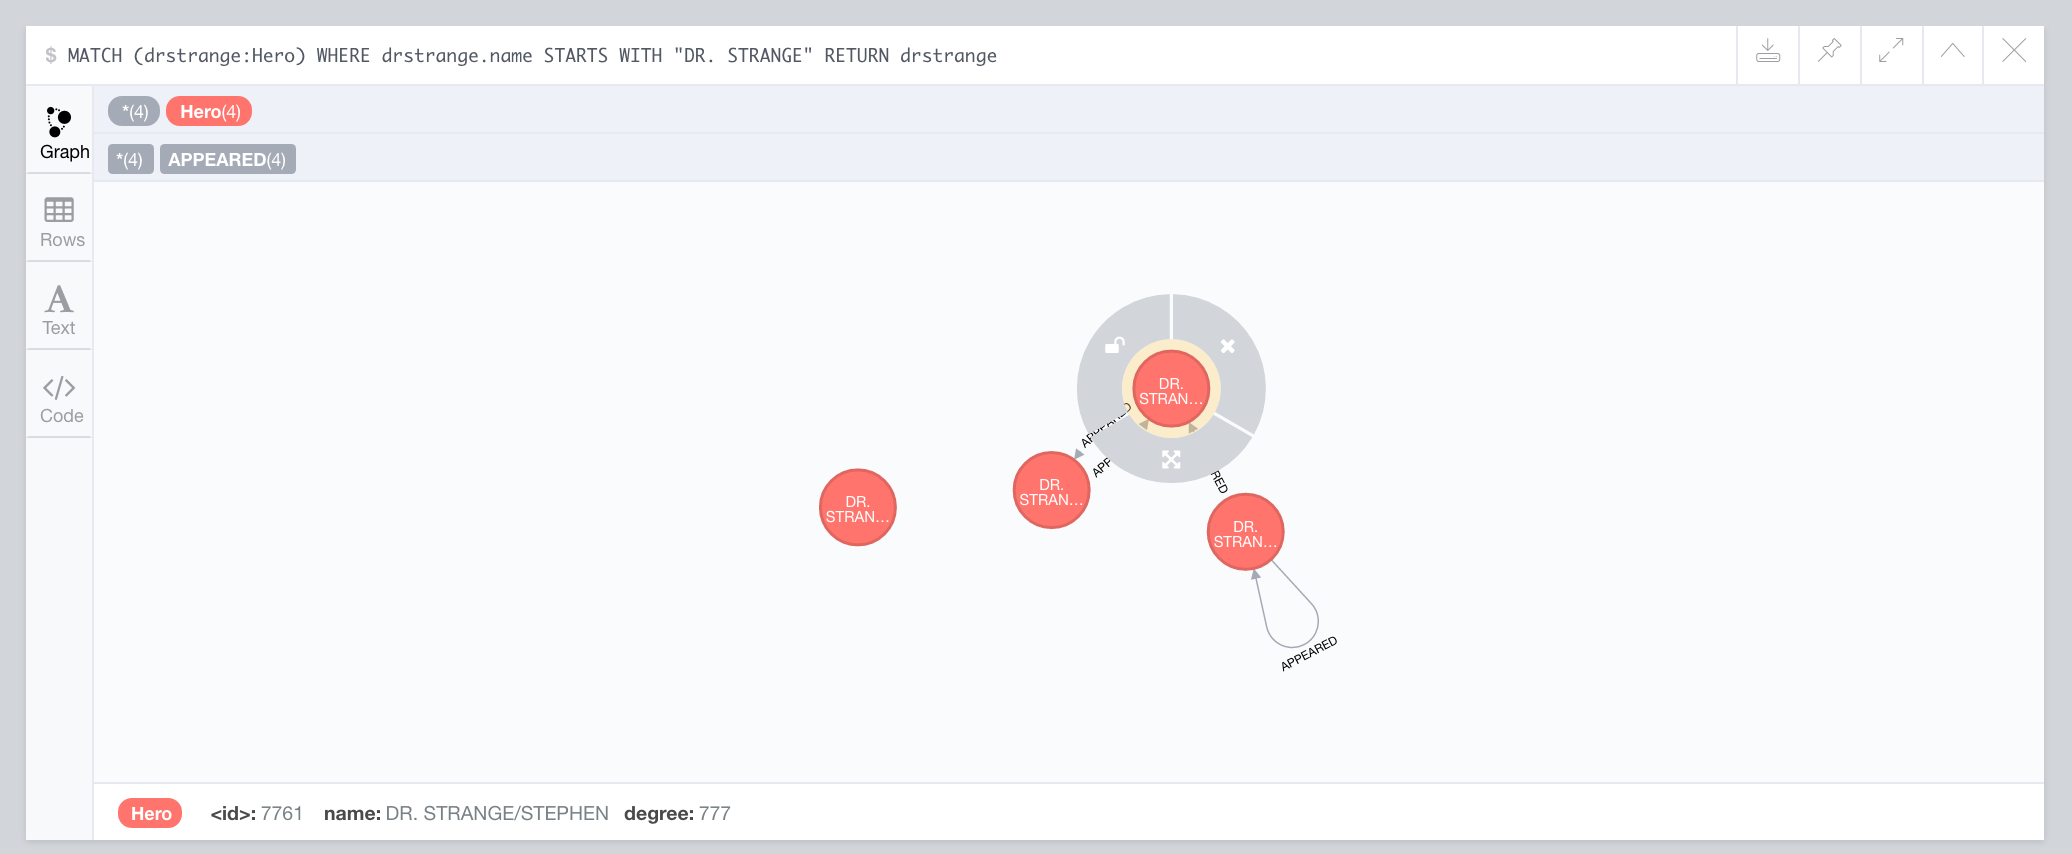 $ MATCH (drstrange:Hero) WHERE drstrange.name STARTS WITH "DR. STRANGE" RETURN drstrange
*(4) Hero(4)
*(4) APPEARED(4)
Graph
Rows
Text
Code
DR.
STRAN...
APPEARED
APP
RED
DR.
STRAN...
DR.
STRAN...
DR.
STRAN...
APPEARED
Hero <id>: 7761 name: DR. STRANGE/STEPHEN degree: 777